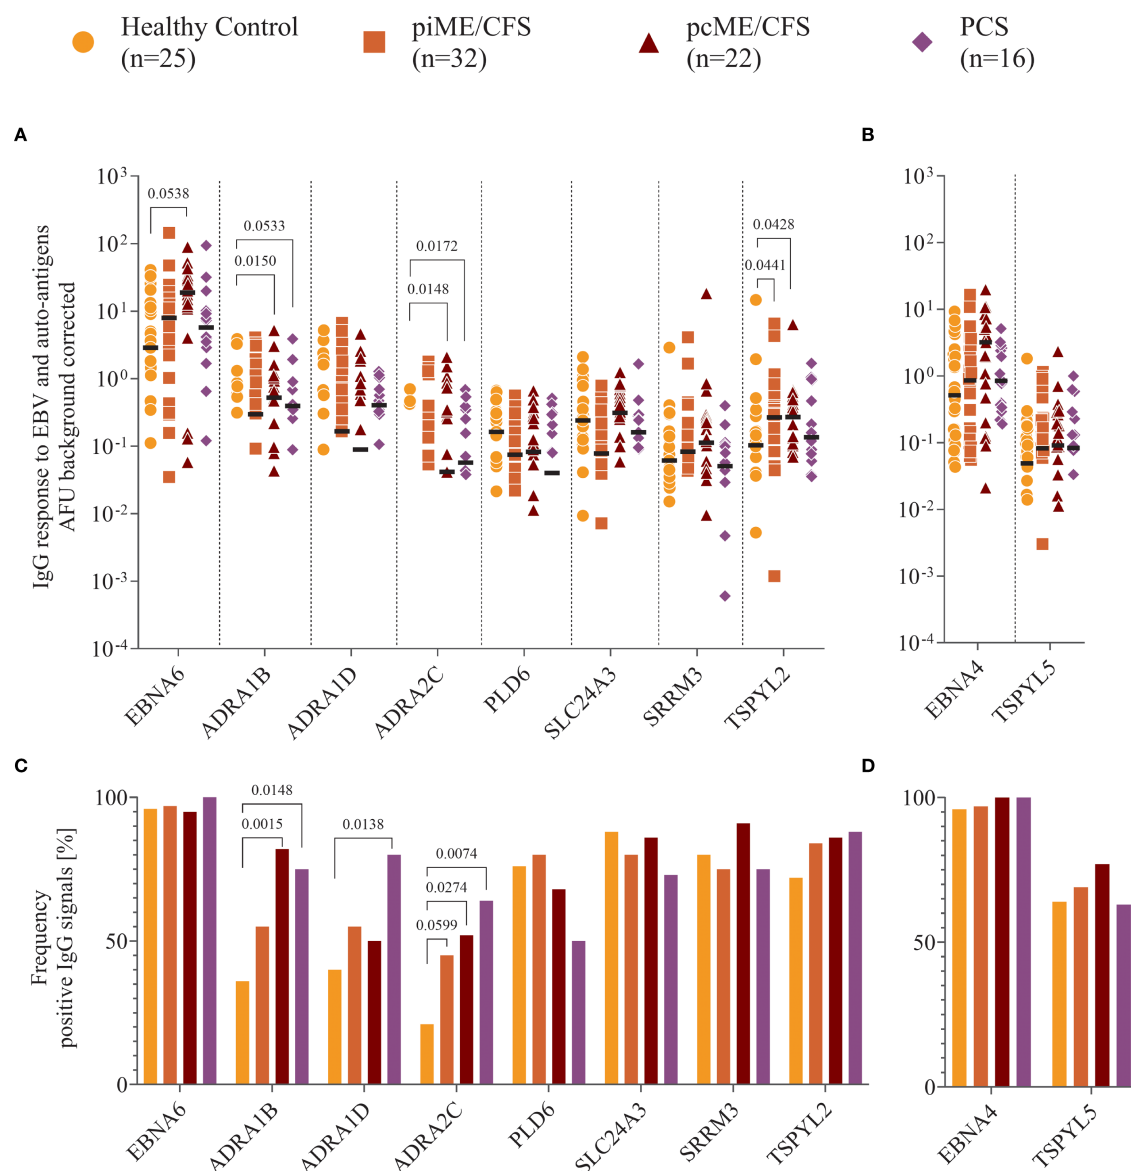 Healthy Control
(n=25)
piME/CFS
(n=32)
pcME/CFS
(n=22)
PCS
(n=16)
A
IgG response to EBV and auto-antigens
AFU background corrected
10³
10²
10¹
10⁰
10⁻¹
10⁻²
10⁻³
10⁻⁴
0.0538
0.0533
0.0150
0.0172
0.0148
0.0428
0.0441
EBNA6
ADRA1B
ADRA1D
ADRA2C
PLD6
SLC24A3
SRRM3
TSPYL2
B
10³
10²
10¹
10⁰
10⁻¹
10⁻²
10⁻³
10⁻⁴
EBNA4
TSPYL5
C
Frequency
positive IgG signals [%]
100
50
0
0.0148
0.0015
0.0138
0.0074
0.0274
0.0599
EBNA6
ADRA1B
ADRA1D
ADRA2C
PLD6
SLC24A3
SRRM3
TSPYL2
D
100
50
0
EBNA4
TSPYL5